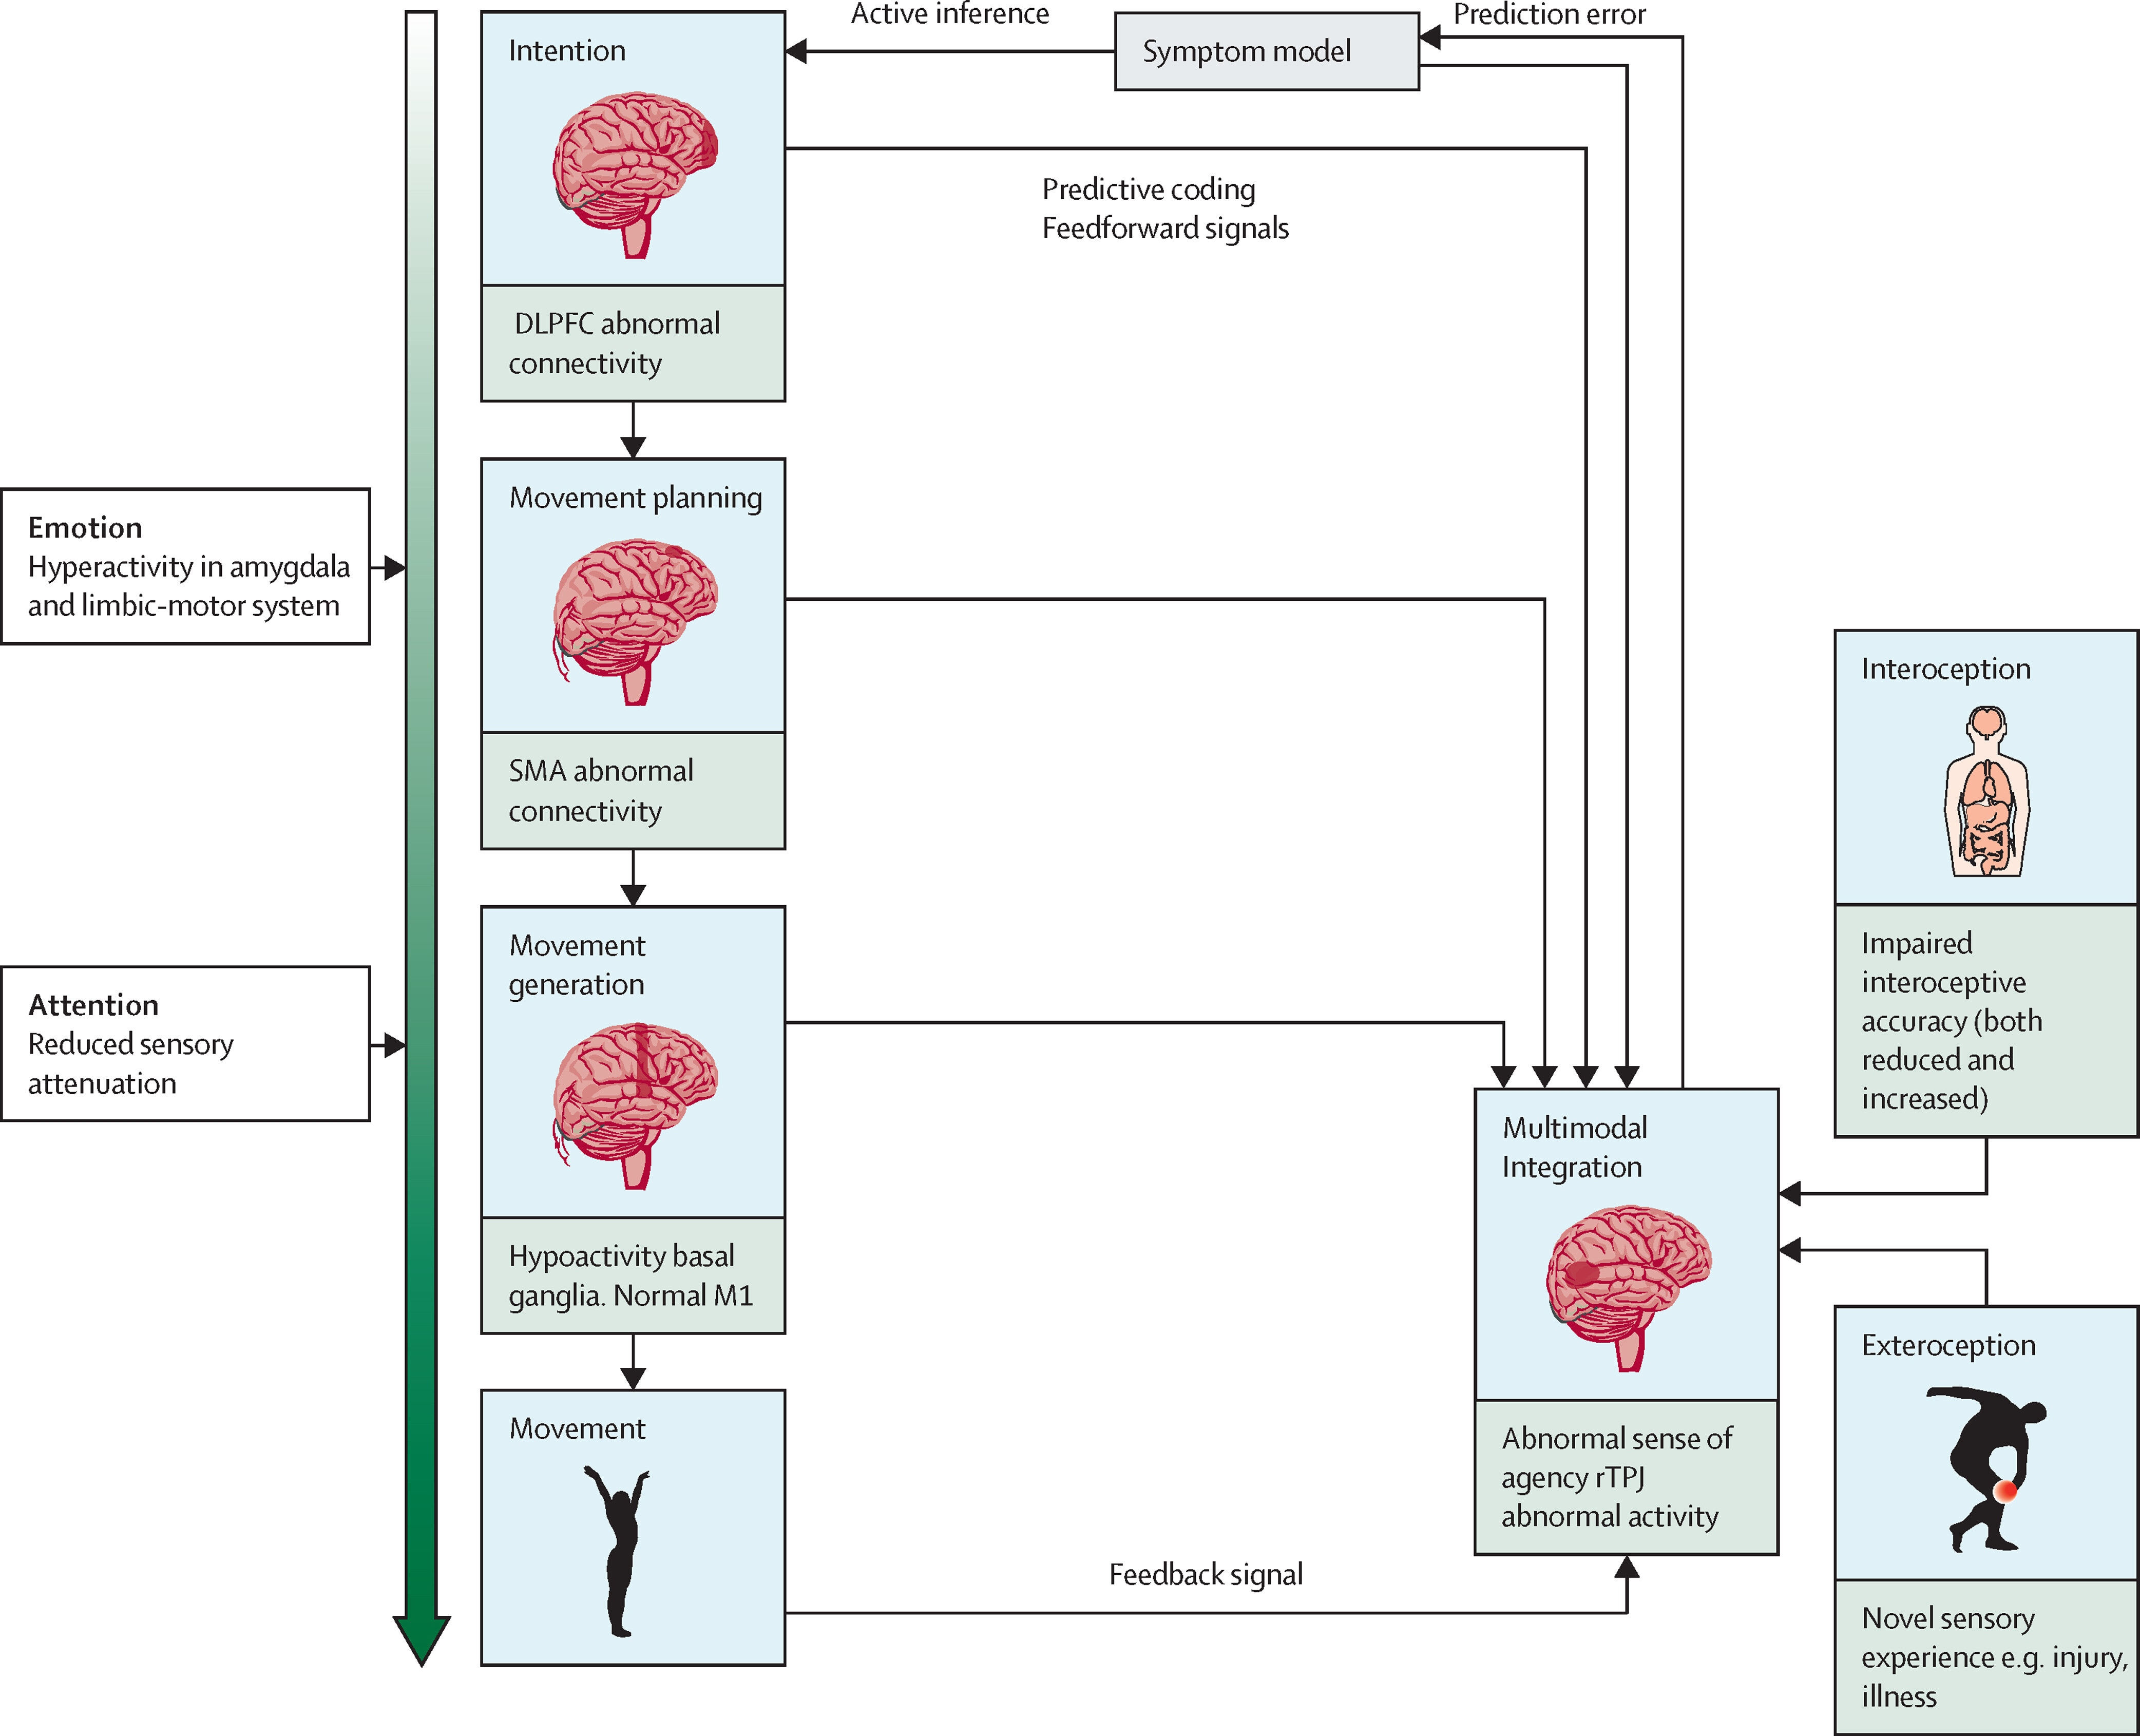 Active inference
Prediction error
Intention
Symptom model
Predictive coding
Feedforward signals
DLPFC abnormal
connectivity
Emotion
Hyperactivity in amygdala
and limbic-motor system
Movement planning
SMA abnormal
connectivity
Interoception
Impaired
interoceptive
accuracy (both
reduced and
increased)
Attention
Reduced sensory
attenuation
Movement
generation
Hypoactivity basal
ganglia. Normal M1
Multimodal
Integration
Abnormal sense of
agency rTPJ
abnormal activity
Exteroception
Novel sensory
experience e.g. injury,
illness
Movement
Feedback signal